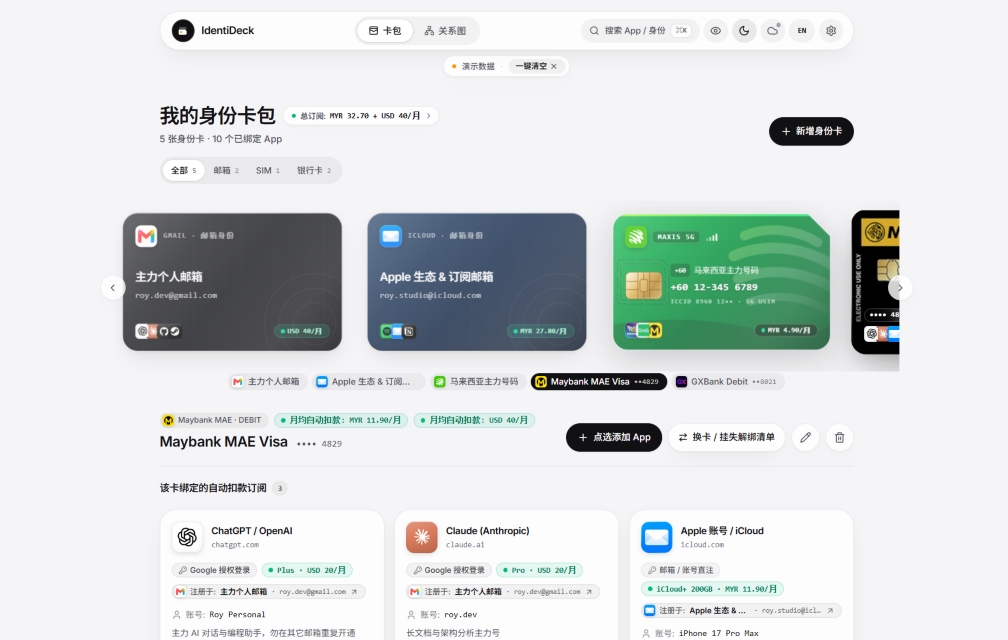 IdentiDeck
卡包
关系图
搜索 App / 身份 ⌘K
EN
演示数据 · 一键清空 ×
我的身份卡包
总订阅: MYR 32.70 + USD 40/月
5 张身份卡 · 10 个已绑定 App
+ 新增身份卡
全部 5 邮箱 2 SIM 1 银行卡 2
GMAIL · 邮箱身份
主力个人邮箱
roy.dev@gmail.com
USD 40/月
ICLOUD · 邮箱身份
Apple 生态 & 订阅邮箱
roy.studio@icloud.com
MYR 27.80/月
MAXIS 5G
+60 马来西亚主力号码
+60 12-345 6789
ICCID 8960 12•• · 5G USIM
MYR 4.90/月
ELECTRONIC USE ONLY
•••• 48
主力个人邮箱
Apple 生态 & 订阅...
马来西亚主力号码
Maybank MAE Visa ••4829
GXBank Debit ••8021
Maybank MAE · DEBIT
月均自动扣款: MYR 11.90/月
月均自动扣款: USD 40/月
Maybank MAE Visa •••• 4829
+ 点选添加 App
换卡 / 挂失解绑清单
该卡绑定的自动扣款订阅 3
ChatGPT / OpenAI
chatgpt.com
Google 授权登录
Plus · USD 20/月
注册于: 主力个人邮箱 · roy.dev@gmail.com
账号: Roy Personal
主力 AI 对话与编程助手，勿在其它邮箱重复开通
Claude (Anthropic)
claude.ai
Google 授权登录
Pro · USD 20/月
注册于: 主力个人邮箱 · roy.dev@gmail.com
账号: roy.dev
长文档与架构分析主力号
Apple 账号 / iCloud
icloud.com
邮箱 / 账号直注
iCloud+ 200GB · MYR 11.90/月
注册于: Apple 生态 & ... · roy.studio@icl…
账号: iPhone 17 Pro Max